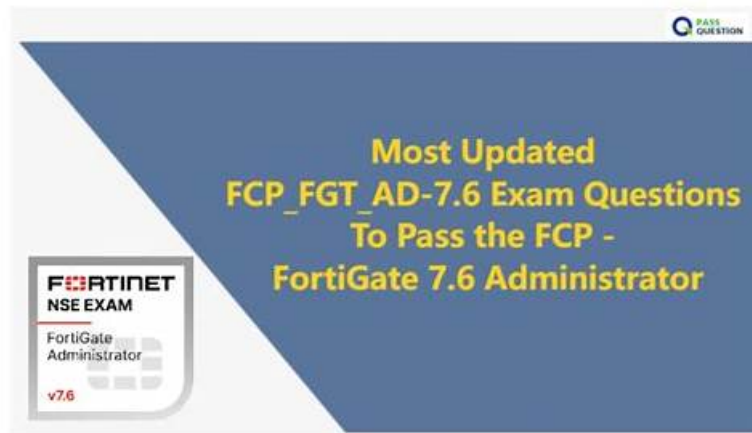 PASS
QUESTION
Most Updated
FCP_FGT_AD-7.6 Exam Questions
To Pass the FCP -
FortiGate 7.6 Administrator
FORTINET
NSE EXAM
FortiGate
Administrator
v7.6